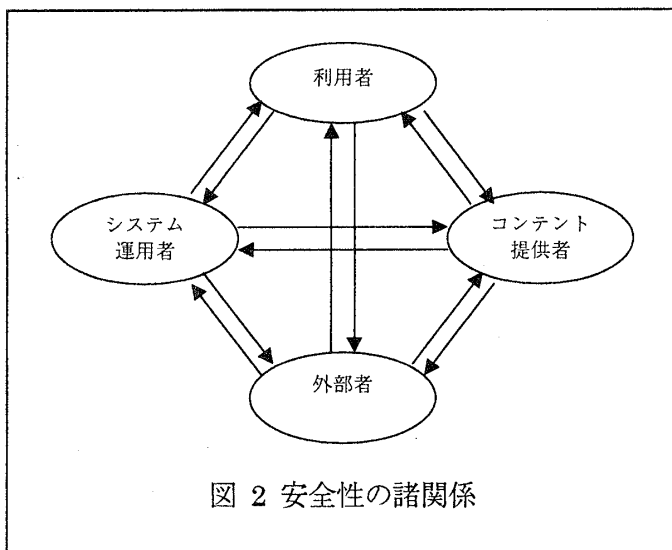 利用者
システム
運用者
コンテント
提供者
外部者
図 2 安全性の諸関係